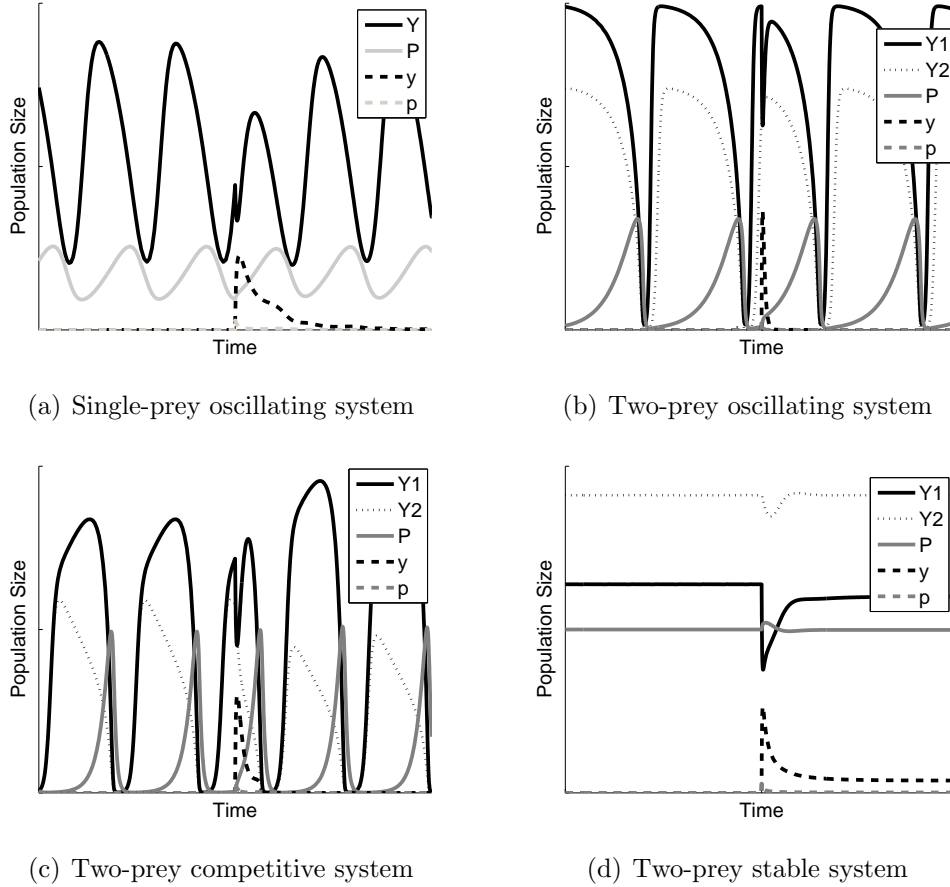 Population Size
Y
P
y
p
Time
(a) Single-prey oscillating system
Population Size
Y1
Y2
P
y
p
Time
(b) Two-prey oscillating system
Population Size
Y1
Y2
P
y
p
Time
(c) Two-prey competitive system
Population Size
Y1
Y2
P
y
p
Time
(d) Two-prey stable system